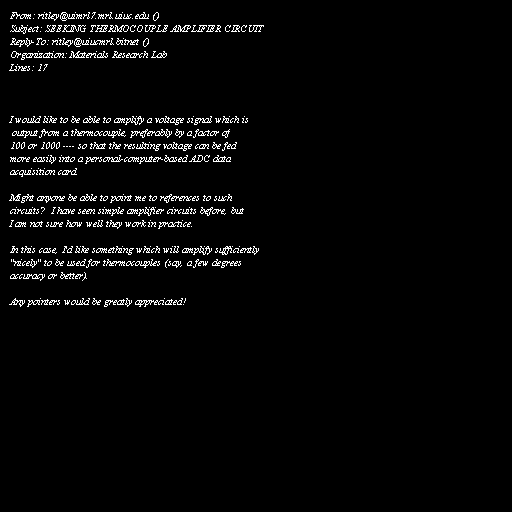 From: ritley@uimrl7.mrl.uiuc.edu ()
Subject: SEEKING THERMOCOUPLE AMPLIFIER CIRCUIT
Reply-To: ritley@uiucmrl.bitnet ()
Organization: Materials Research Lab
Lines: 17
I would like to be able to amplify a voltage signal which is
output from a thermocouple, preferably by a factor of
100 or 1000 ---- so that the resulting voltage can be fed
more easily into a personal-computer-based ADC data
acquisition card.
Might anyone be able to point me to references to such
circuits? I have seen simple amplifier circuits before, but
I am not sure how well they work in practice.
In this case, I'd like something which will amplify sufficiently
"nicely" to be used for thermocouples (say, a few degrees
accuracy or better).
Any pointers would be greatly appreciated!